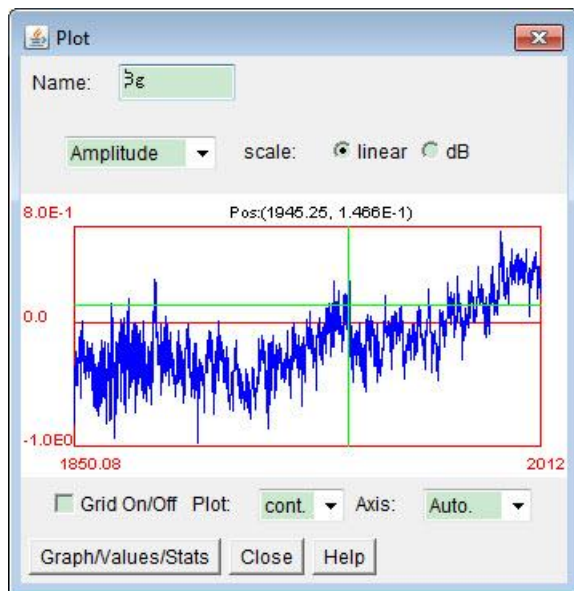 Plot
Name:
Amplitude scale: linear dB
8.0E-1 Pos:(1945.25, 1.466E-1)
0.0
-1.0E0
1850.08 2012
Grid On/Off Plot: cont. Axis: Auto.
Graph/Values/Stats Close Help